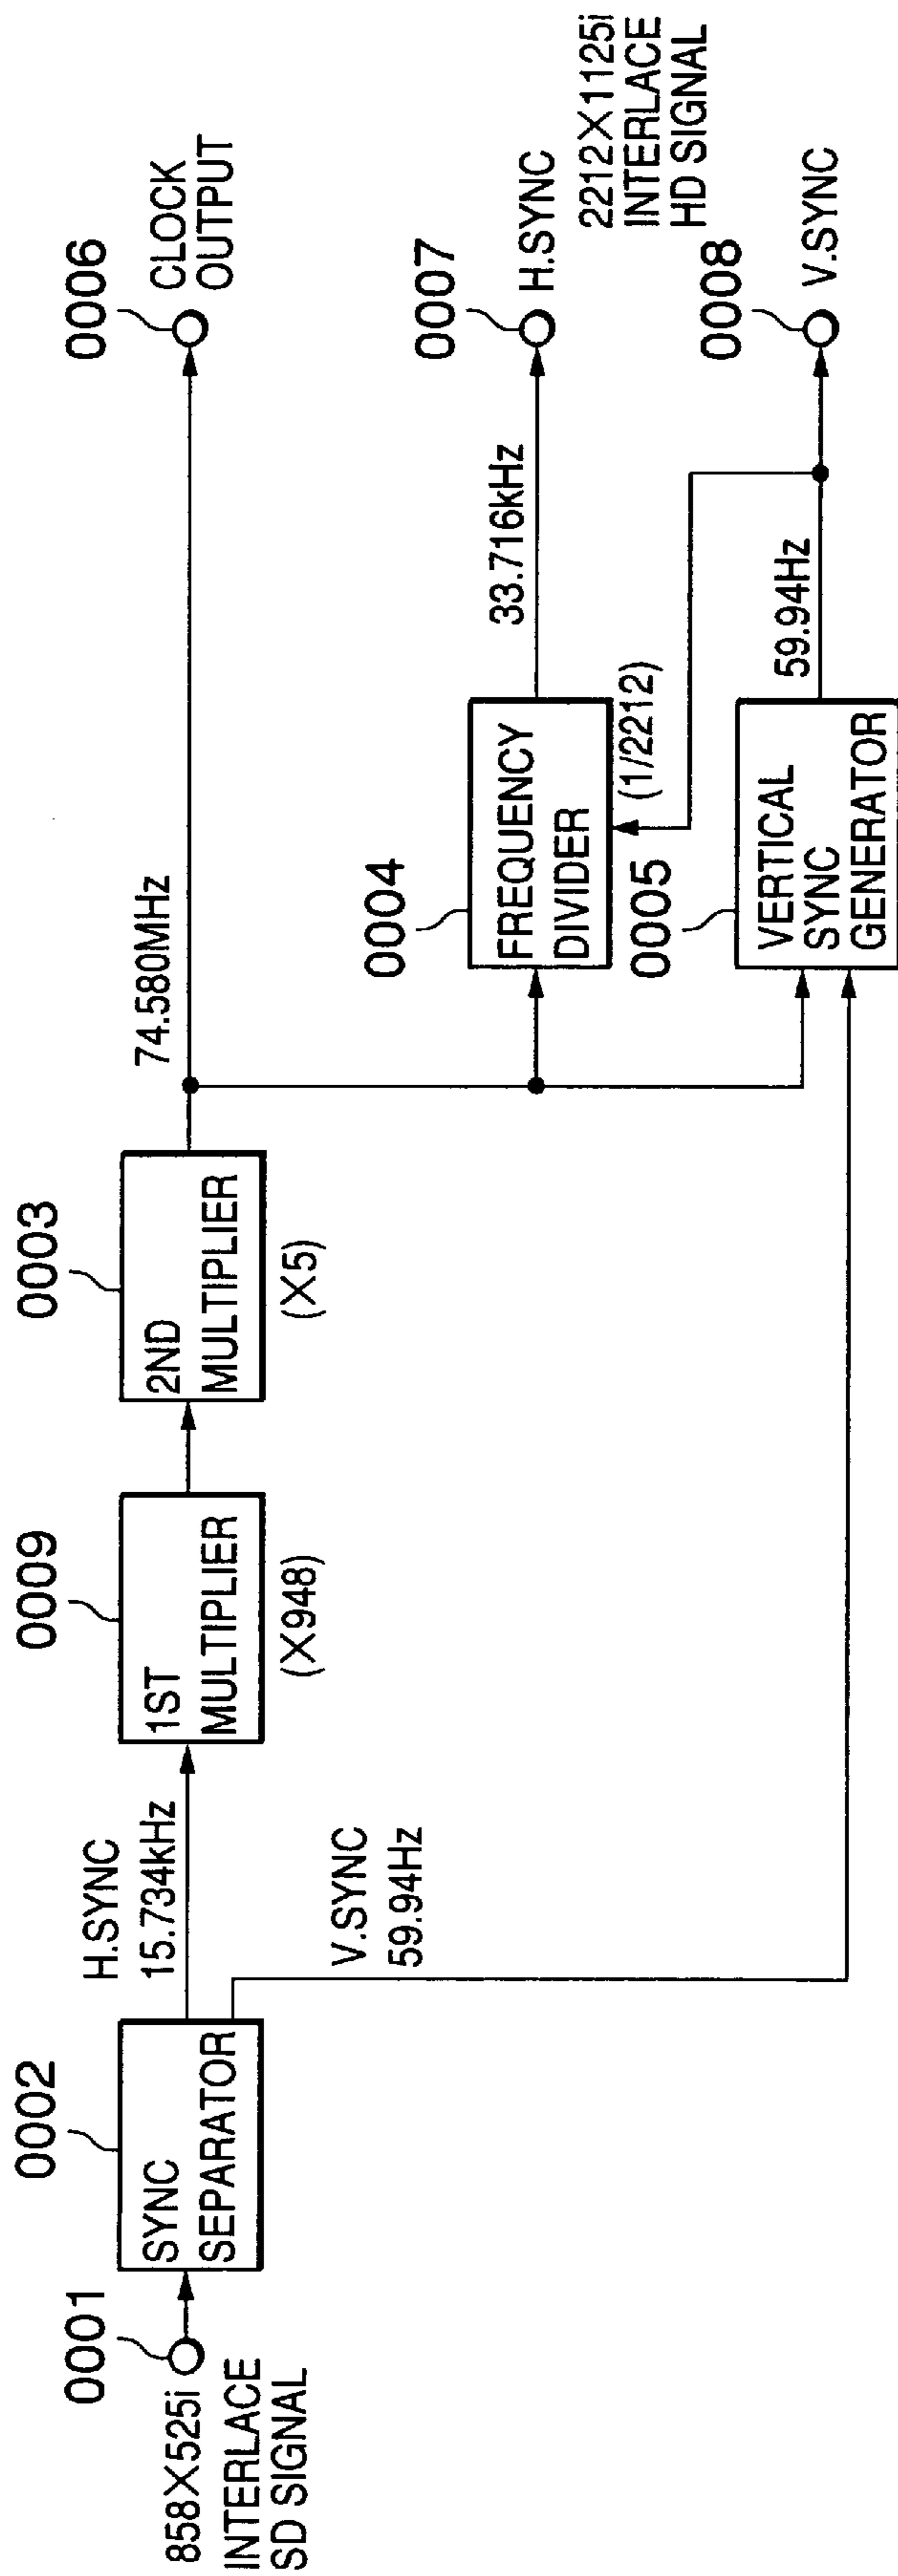 0001
858×525i
INTERLACE
SD SIGNAL
0002
SYNC
SEPARATOR
H.SYNC
15.734kHz
V.SYNC
59.94Hz
0009
1ST
MULTIPLIER
(×948)
0003
2ND
MULTIPLIER
(×5)
74.580MHz
0006
CLOCK
OUTPUT
0004
FREQUENCY
DIVIDER
(1/2212)
33.716kHz
0007
H.SYNC
2212×1125i
INTERLACE
HD SIGNAL
0005
VERTICAL
SYNC
GENERATOR
59.94Hz
0008
V.SYNC